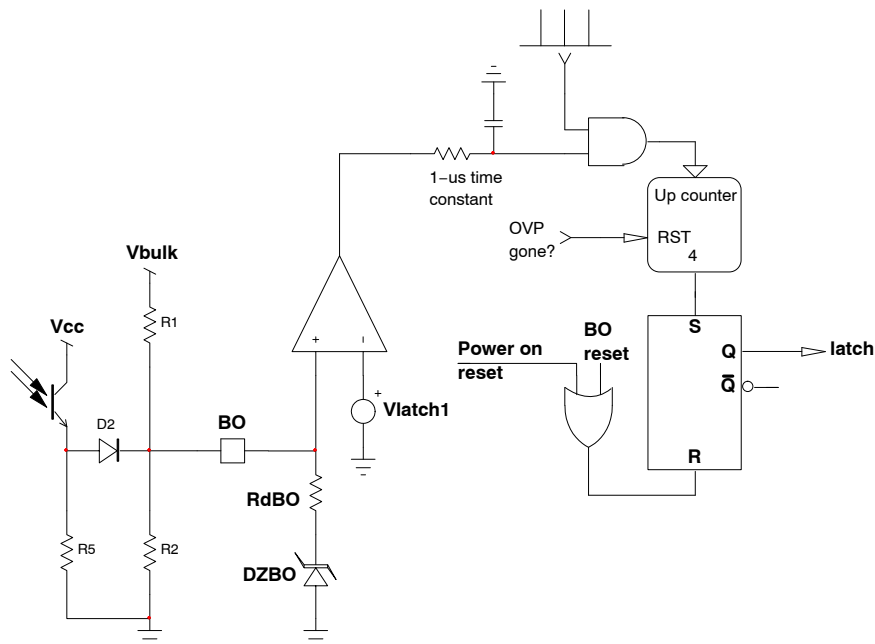 1−us time
constant
Up counter
OVP
gone?
RST
4
Vbulk
R1
Vcc
S
Power on
reset
BO
reset
Q
latch
Q̅
Vlatch1
+
+
−
D2
BO
R
RdBO
R5
R2
DZBO